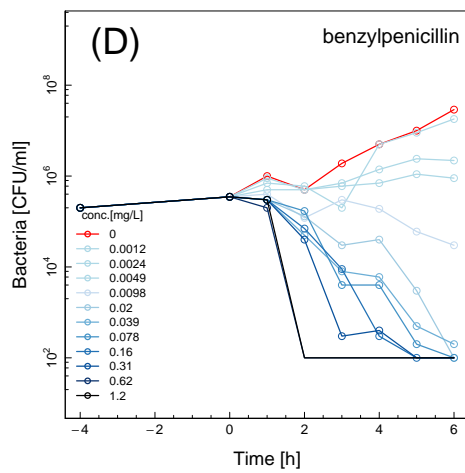 (D)
benzylpenicillin
Bacteria [CFU/ml]
10^8
10^6
10^4
10^2
conc.[mg/L]
0
0.0012
0.0024
0.0049
0.0098
0.02
0.039
0.078
0.16
0.31
0.62
1.2
−4 −2 0 2 4 6
Time [h]